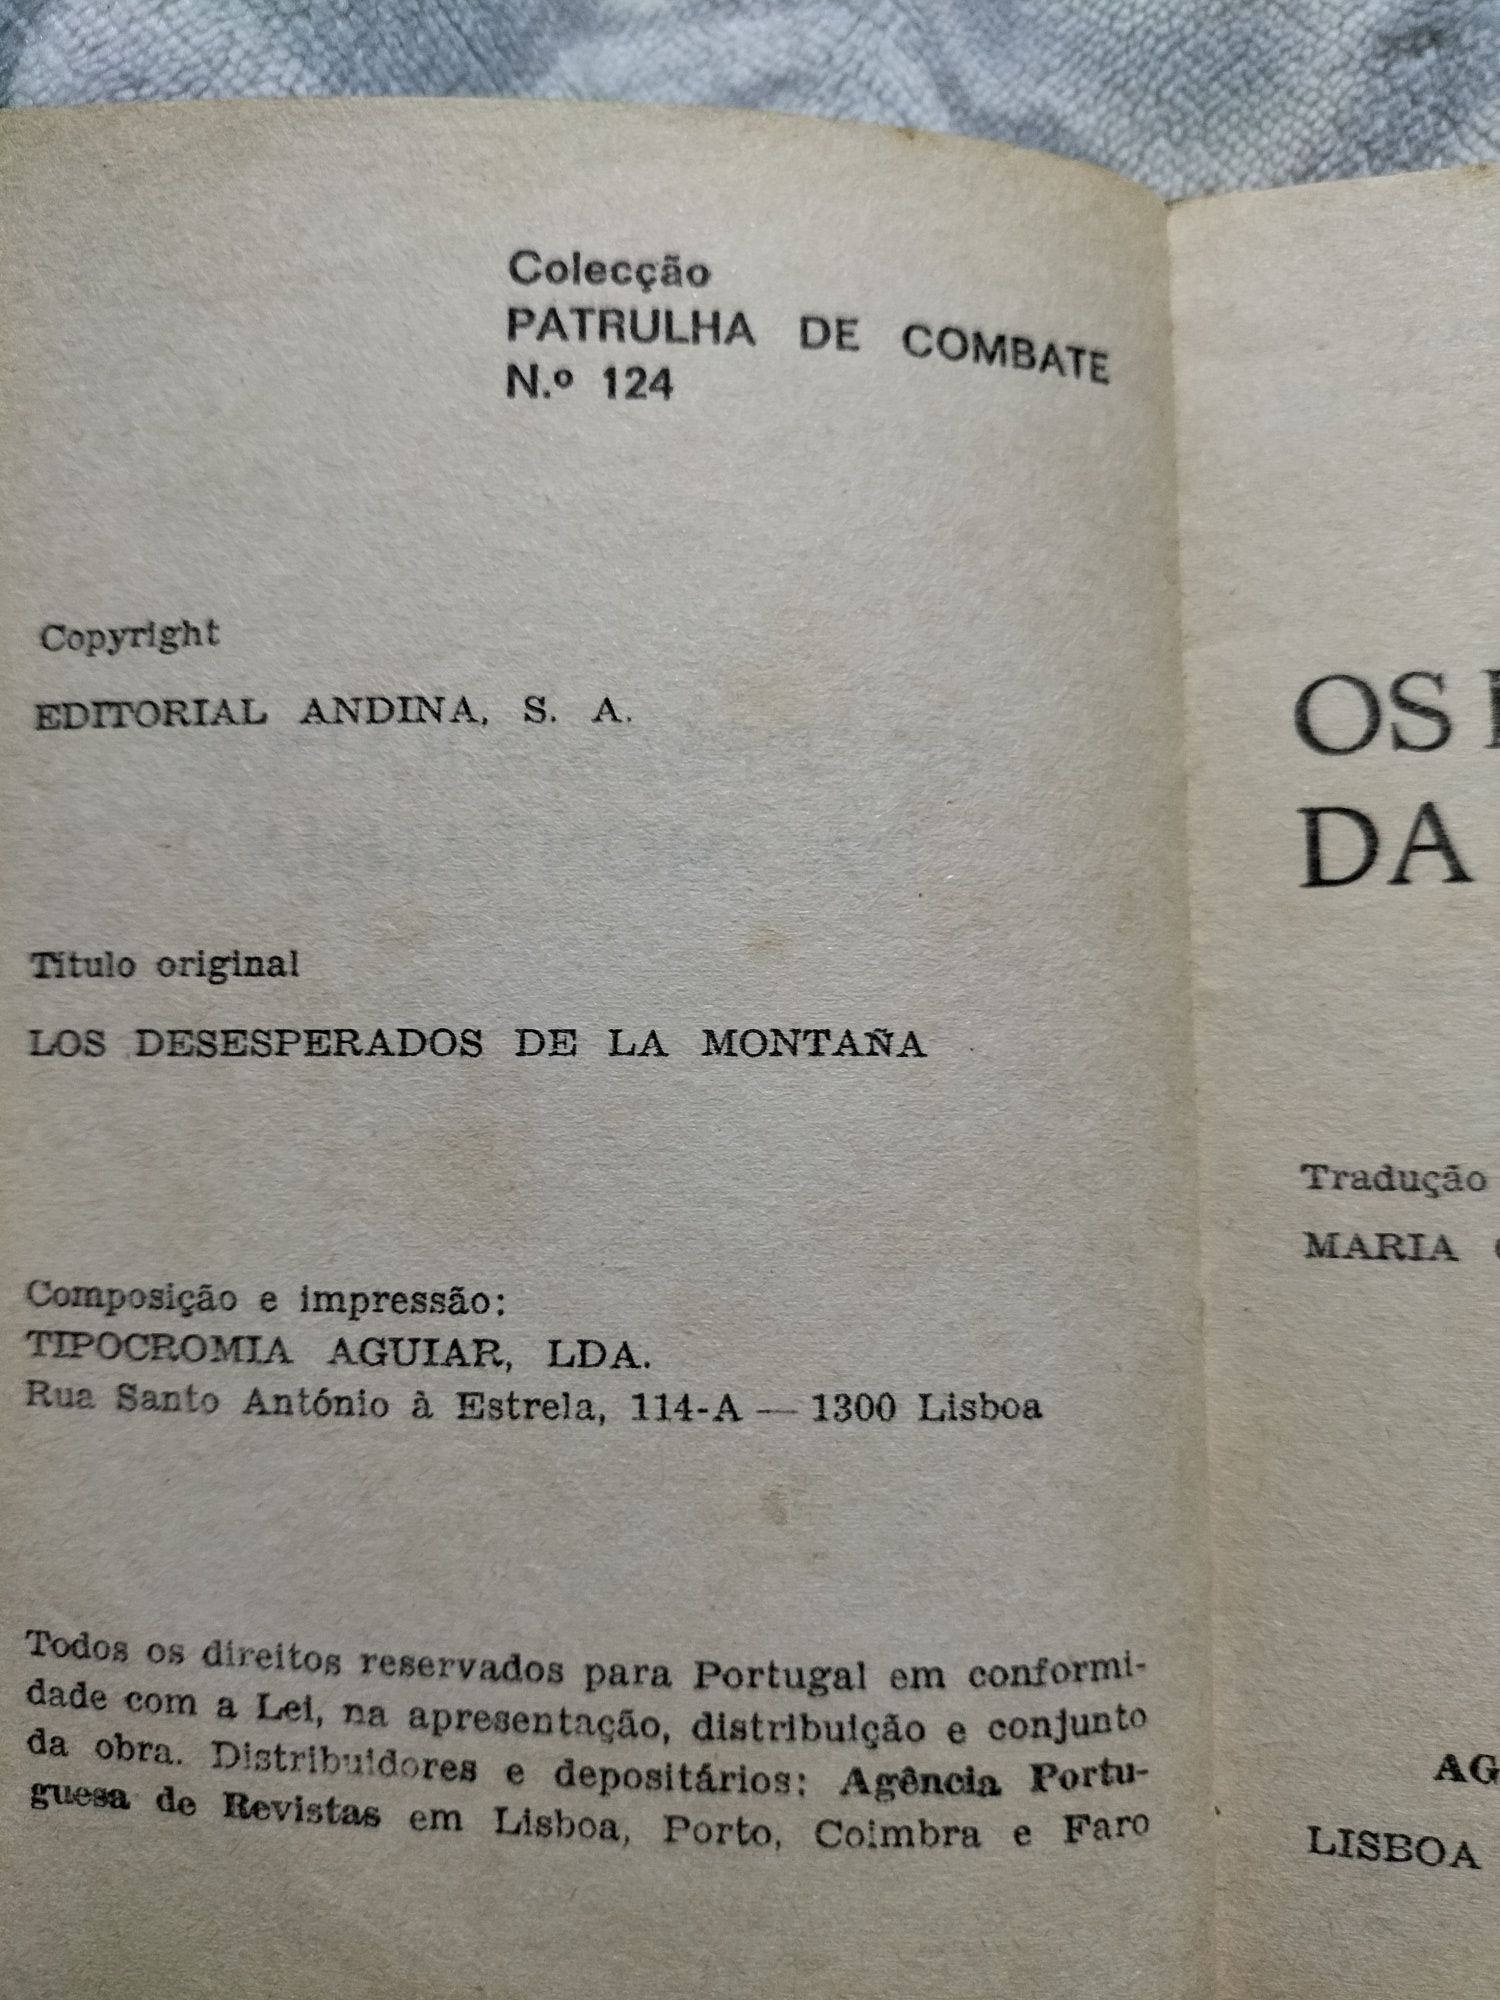 Colecção
PATRULHA DE COMBATE
N.º 124
Copyright
EDITORIAL ANDINA, S. A.
Título original
LOS DESESPERADOS DE LA MONTAÑA
Composição e impressão:
TIPOCROMIA AGUIAR, LDA.
Rua Santo António à Estrela, 114-A — 1300 Lisboa
Todos os direitos reservados para Portugal em conformi-
dade com a Lei, na apresentação, distribuição e conjunto
da obra. Distribuidores e depositários: Agência Portu-
guesa de Revistas em Lisboa, Porto, Coimbra e Faro
OS
DA
Tradução
MARIA
AG
LISBOA